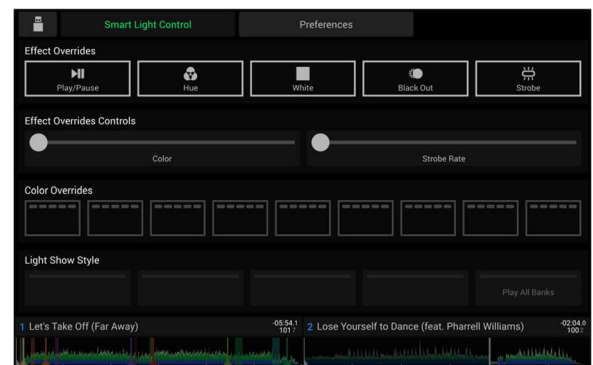 Smart Light Control
Preferences
Effect Overrides
Play/Pause
Hue
White
Black Out
Strobe
Effect Overrides Controls
Color
Strobe Rate
Color Overrides
Light Show Style
Play All Banks
1 Let's Take Off (Far Away)
-05:54.1
101
2 Lose Yourself to Dance (feat. Pharrell Williams)
-02:04.0
100